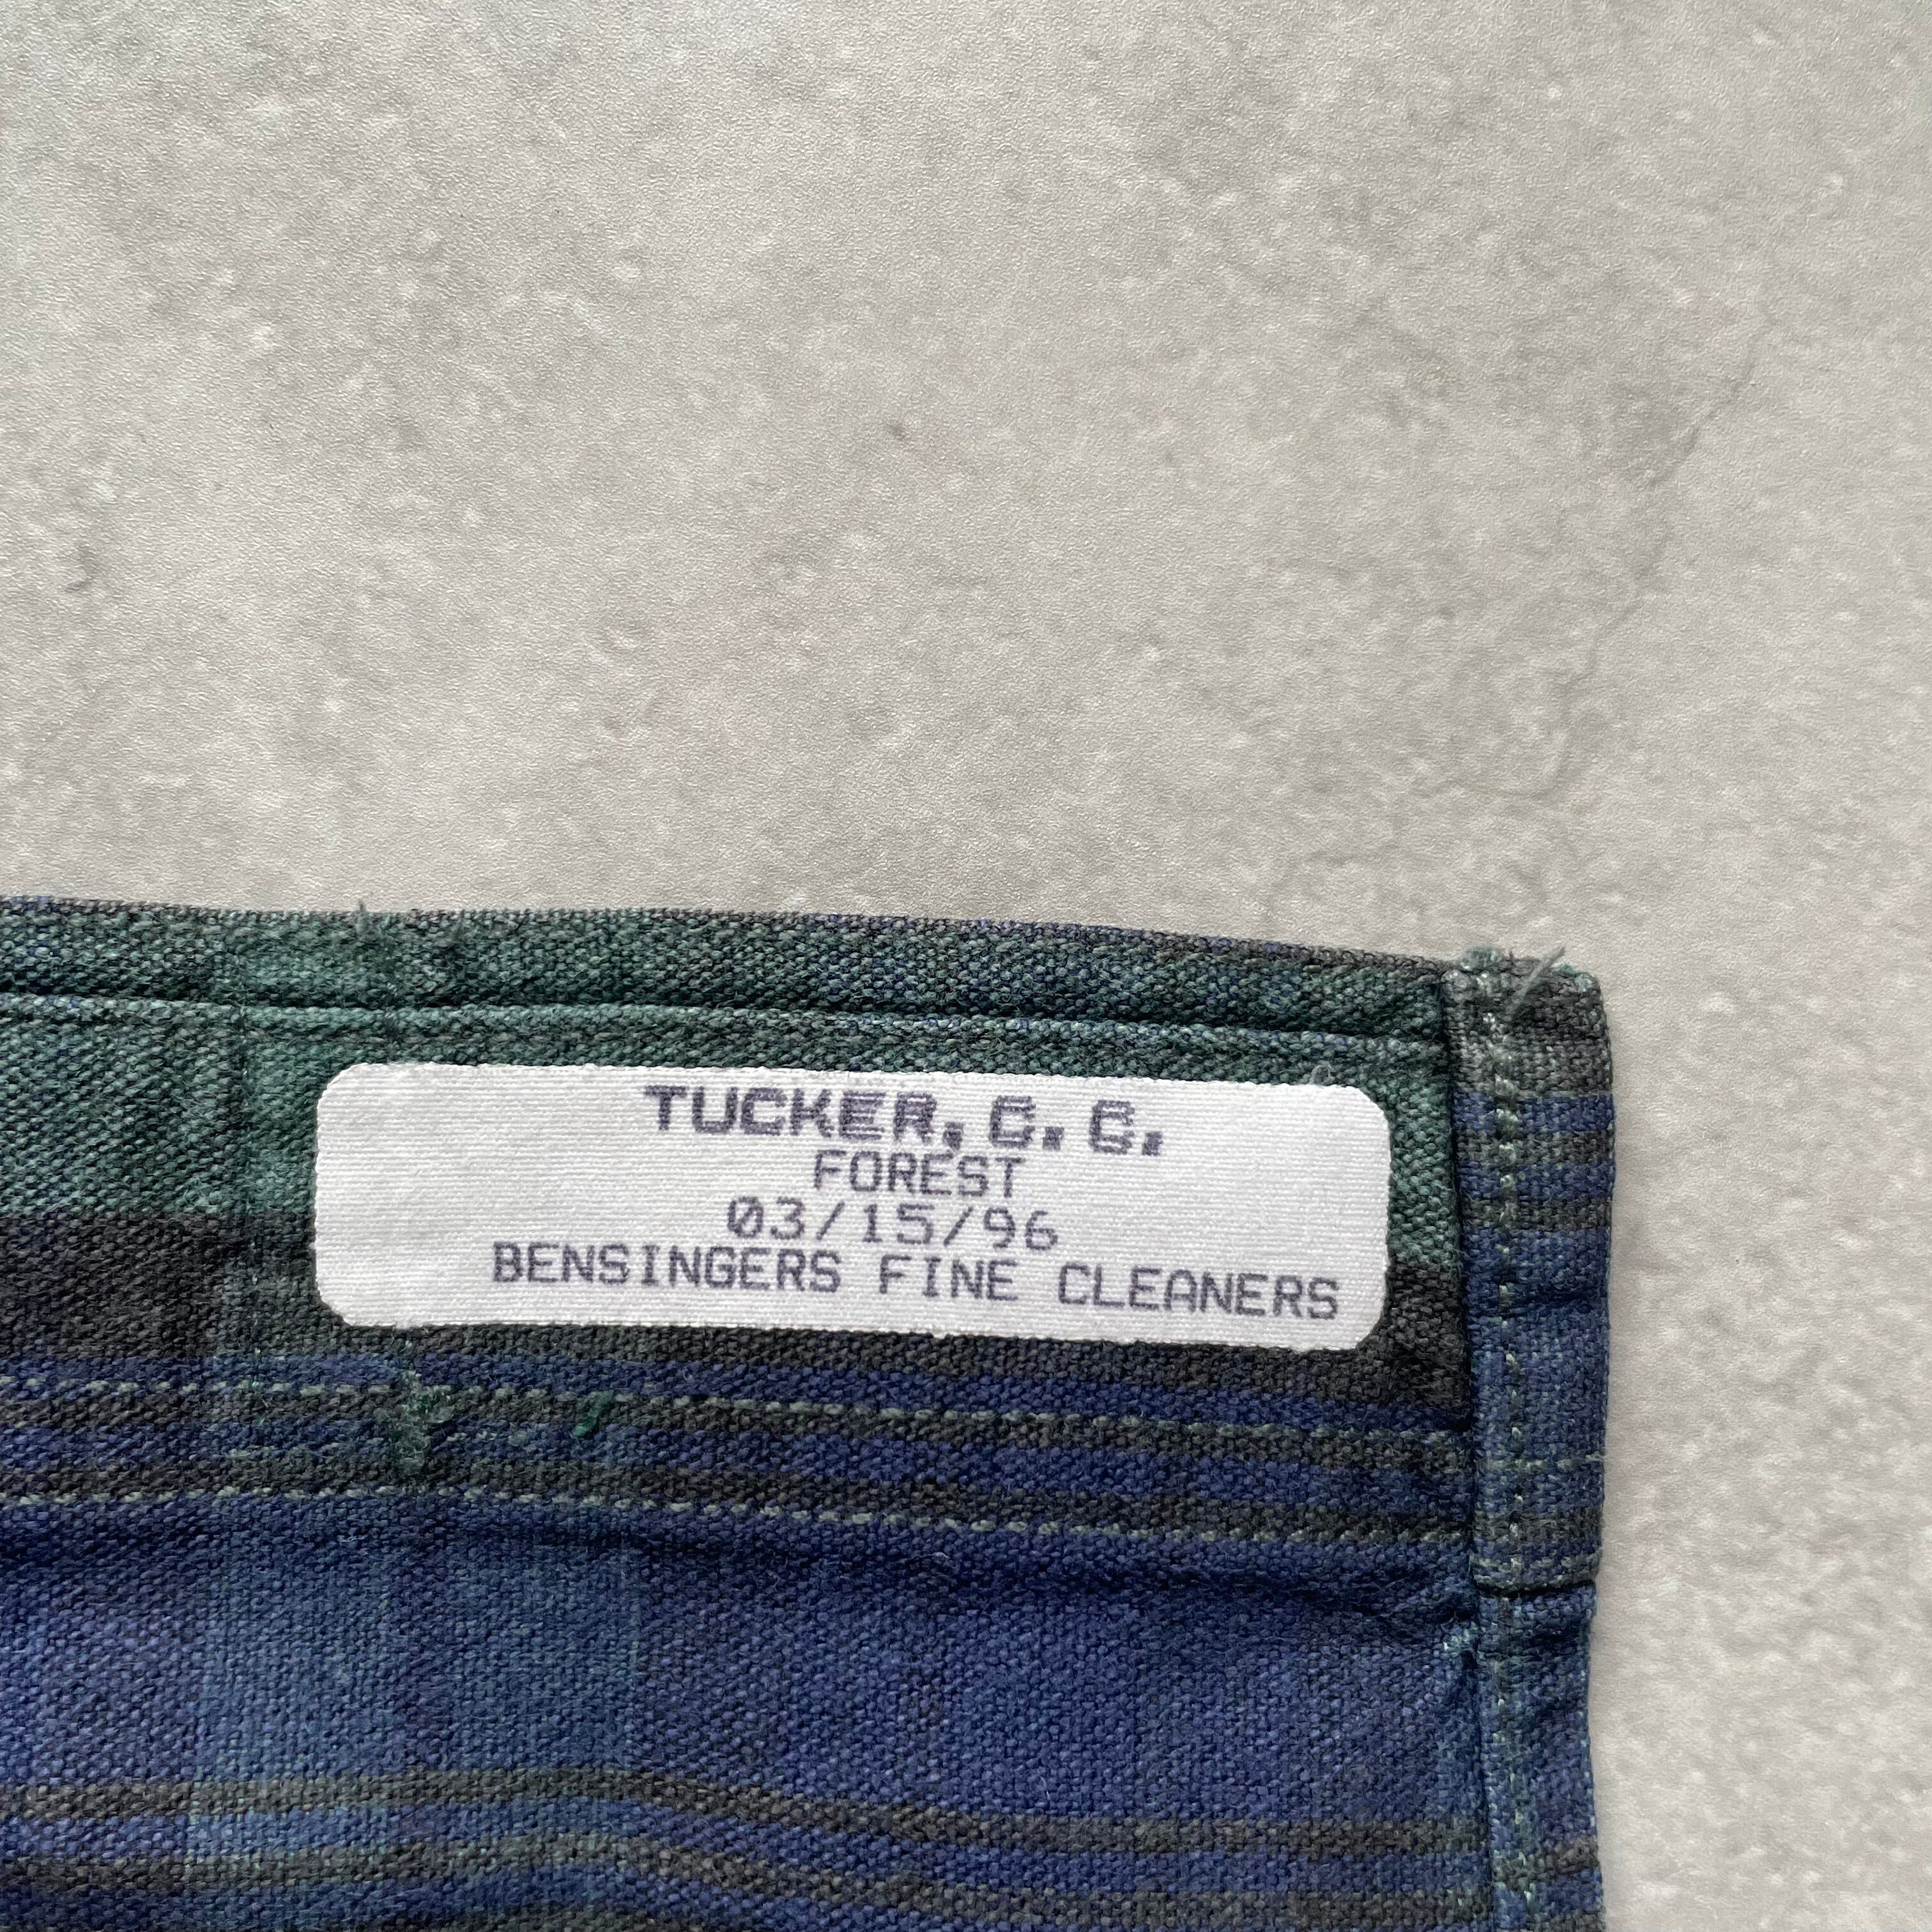 TUCKER, C. C.
FOREST
03/15/96
BENSINGERS FINE CLEANERS